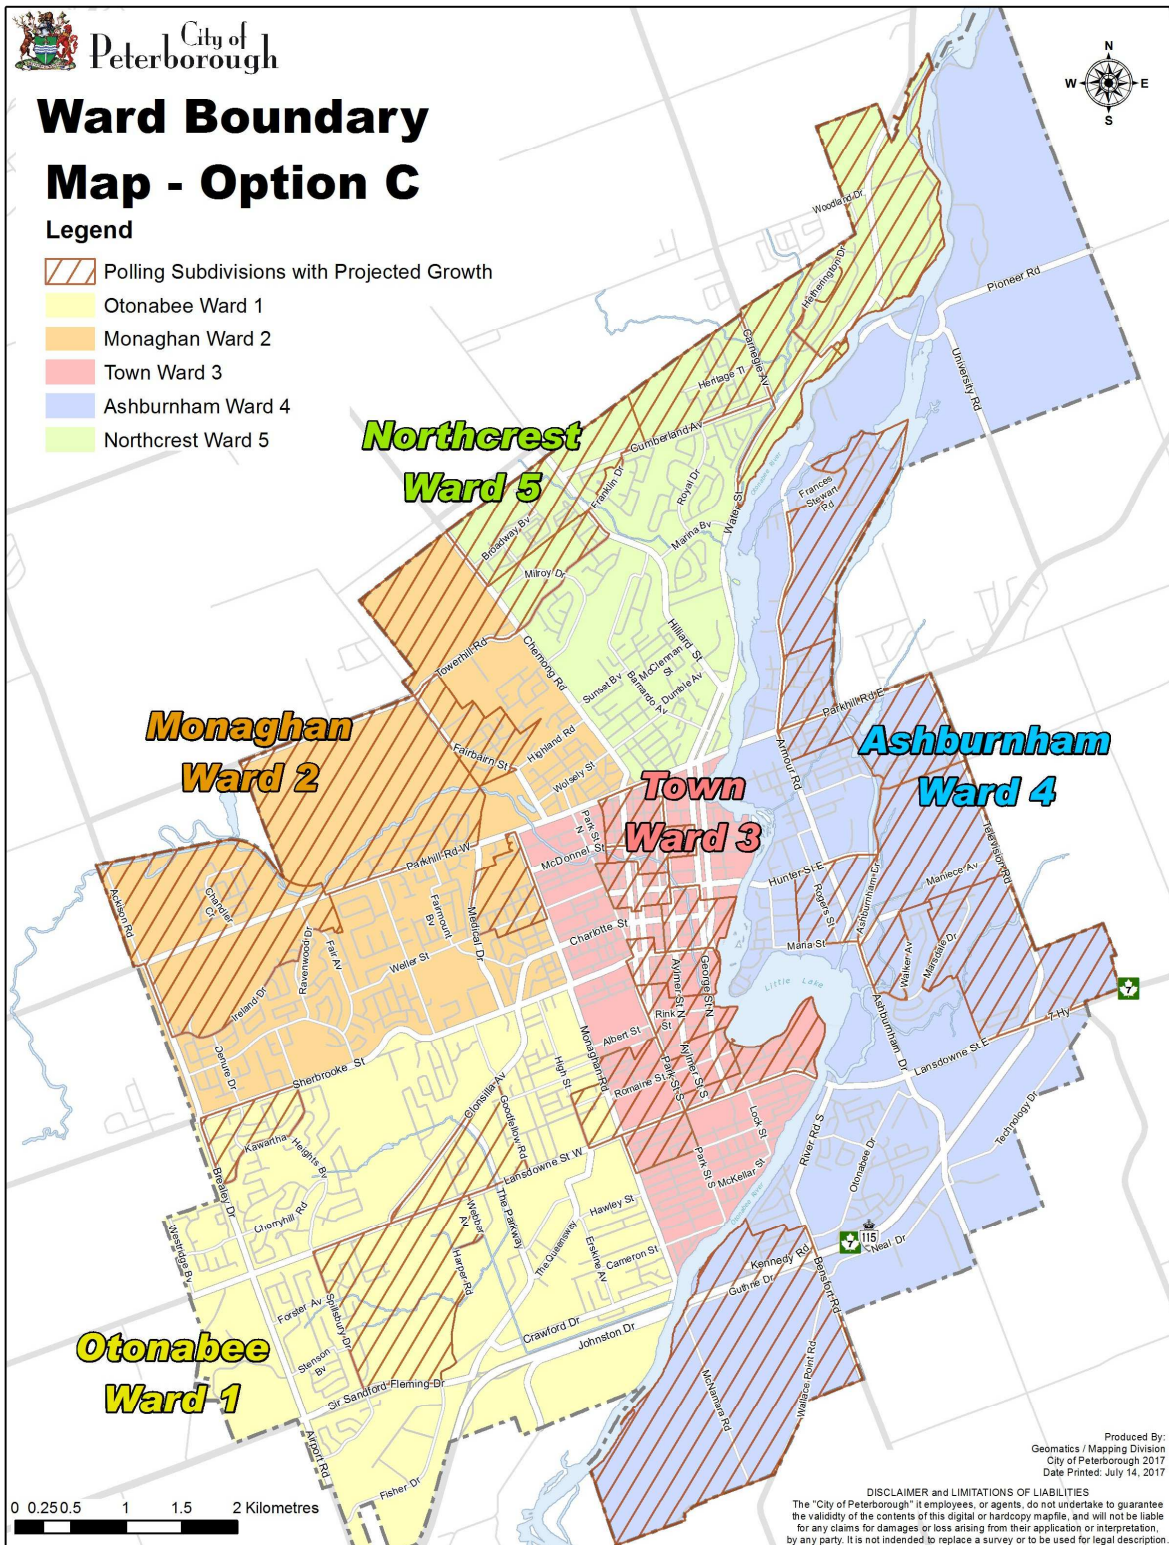 City of
Peterborough
Ward Boundary
Map - Option C
Legend
Polling Subdivisions with Projected Growth
Otonabee Ward 1
Monaghan Ward 2
Town Ward 3
Ashburnham Ward 4
Northcrest Ward 5
N
W
E
S
Woodland Dr
Hetherington Dr
Pioneer Rd
Carnegie Av
University Rd
Heritage Tl
Northcrest
Ward 5
Cumberland Av
Franklin Dr
Royal Dr
Water St
Otonabee River
Frances
Stewart
Rd
Broadway Bv
Marina Bv
Milroy Dr
Chemong Rd
Hilliard St
Towerhill Rd
McClennan
St
Sunset Bv
Barnardo Av
Dumble Av
Parkhill Rd E
Monaghan
Ward 2
Fairbairn St
Highland Rd
Wolsely St
Armour Rd
Ashburnham
Ward 4
Town
Ward 3
Park St
N
McDonnel St
Parkhill Rd W
Television Rd
Hunter St E
Maniece Av
Ashburnham Dr
Rogers St
Ackison Rd
Chandler
Cr
Fairmount
Bv
Medical Dr
Charlotte St
Maria St
Ravenwood Dr
Fair Av
Weller St
Walker Av
Marsdale Dr
Aylmer St N
George St N
Little Lake
7
Ireland Dr
Rink
St
Albert St
Ashburnham Dr
7 Hy
Lansdowne St E
Denure Dr
Sherbrooke St
Monaghan Rd
High St
Clonsilla Av
Goodfellow Rd
Romaine St
Park St S
Aylmer St S
Technology Dr
Lock St
River Rd S
Otonabee Dr
Kawartha
Heights Bv
Lansdowne St W
Park St S
McKellar St
Brealey Dr
Cherryhill Rd
Westridge Bv
Webber
Av
The Parkway
Hawley St
Otonabee River
The Queensway
Erskine Av
Cameron St
Harper Rd
Kennedy Rd
7
115
Neal Dr
Guthrie Dr
Bensfort Rd
Forster Av
Spillsbury Dr
Stenson
Bv
Crawford Dr
Johnston Dr
Otonabee
Ward 1
Sir Sandford Fleming Dr
McNamara Rd
Wallace Point Rd
Airport Rd
Fisher Dr
0 0.25 0.5 1 1.5 2 Kilometres
Produced By:
Geomatics / Mapping Division
City of Peterborough 2017
Date Printed: July 14, 2017
DISCLAIMER and LIMITATIONS OF LIABILITIES
The "City of Peterborough" it employees, or agents, do not undertake to guarantee
the validity of the contents of this digital or hardcopy mapfile, and will not be liable
for any claims for damages or loss arising from their application or interpretation,
by any party. It is not indended to replace a survey or to be used for legal description.